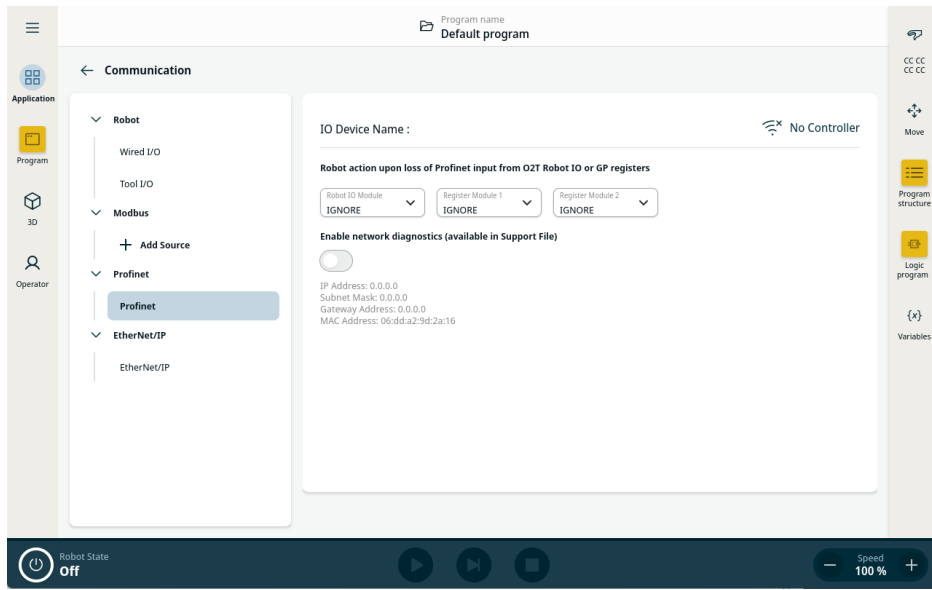 Program name
Default program
Communication
Application
Program
3D
Operator
Robot
Wired I/O
Tool I/O
Modbus
Add Source
Profinet
Profinet
EtherNet/IP
EtherNet/IP
IO Device Name :
No Controller
Robot action upon loss of Profinet input from O2T Robot IO or GP registers
Robot IO Module
IGNORE
Register Module 1
IGNORE
Register Module 2
IGNORE
Enable network diagnostics (available in Support File)
IP Address: 0.0.0.0
Subnet Mask: 0.0.0.0
Gateway Address: 0.0.0.0
MAC Address: 06:dd:a2:9d:2a:16
CC CC
CC CC
Move
Program
structure
Logic
program
{x}
Variables
Robot State
Off
Speed
100 %